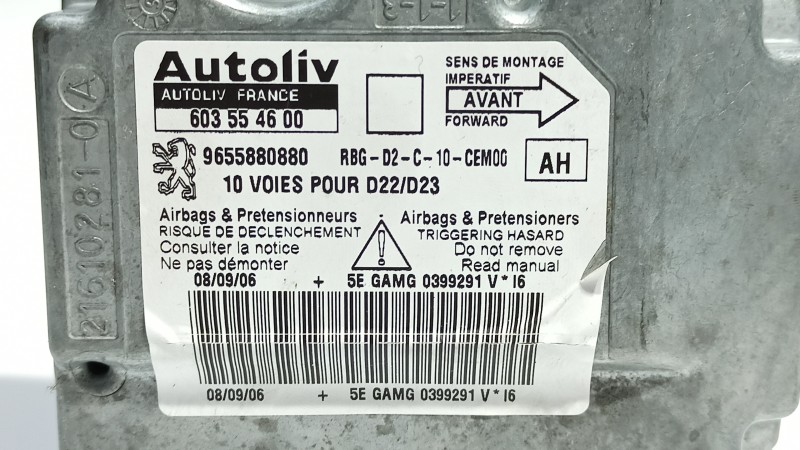 1-1-3
21610281-0 A
Autoliv
AUTOLIV FRANCE
603 55 46 00
SENS DE MONTAGE
IMPERATIF
AVANT
FORWARD
9655880880 RBG-D2-C-10-CEM00
AH
10 VOIES POUR D22/D23
Airbags & Pretensionneurs
RISQUE DE DECLENCHEMENT
Consulter la notice
Ne pas démonter
!
Airbags & Pretensioners
TRIGGERING HASARD
Do not remove
Read manual
08/09/06 + 5E GAMG 0399291 V * I6
08/09/06 + 5E GAMG 0399291 V * I6